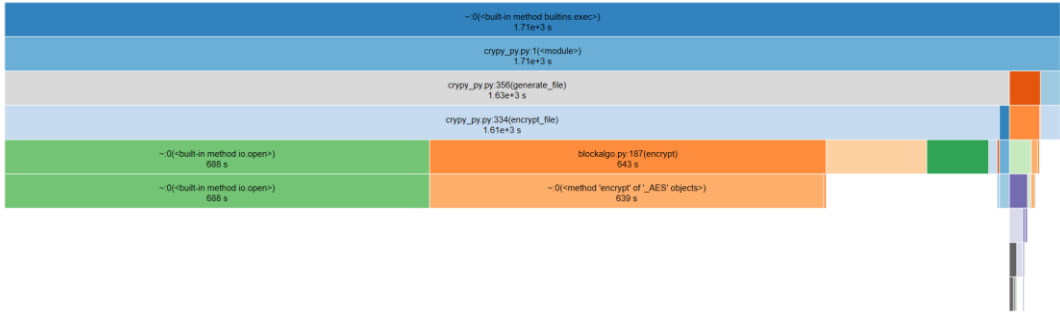 ~:0(<built-in method builtins.exec>)
1.71e+3 s
crypy_py.py:1(<module>)
1.71e+3 s
crypy_py.py:356(generate_file)
1.63e+3 s
crypy_py.py:334(encrypt_file)
1.61e+3 s
~:0(<built-in method io.open>)
688 s
blockalgo.py:187(encrypt)
643 s
~:0(<built-in method io.open>)
688 s
~:0(<method 'encrypt' of '_AES' objects>)
639 s